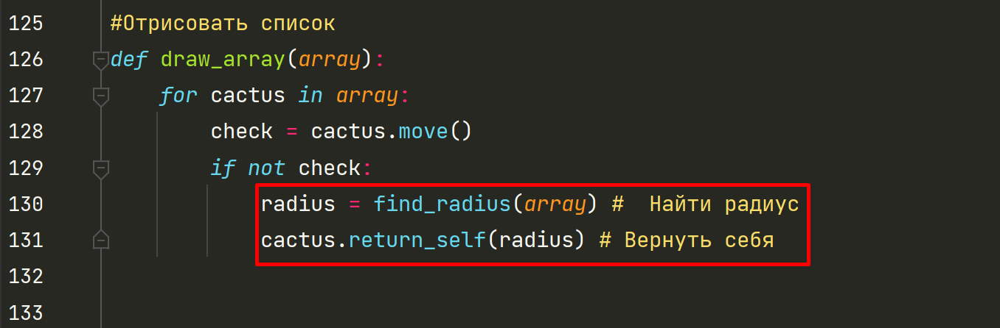 125 #Отрисовать список
126 def draw_array(array):
127 for cactus in array:
128 check = cactus.move()
129 if not check:
130 radius = find_radius(array) #  Найти радиус
131 cactus.return_self(radius) # Вернуть себя
132
133